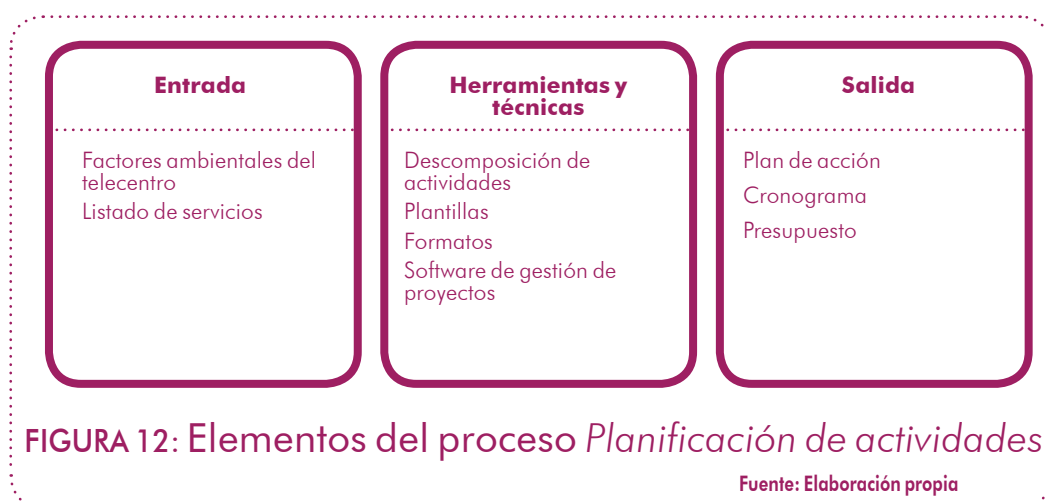 Entrada
Factores ambientales del
telecentro
Listado de servicios
Herramientas y
técnicas
Descomposición de
actividades
Plantillas
Formatos
Software de gestión de
proyectos
Salida
Plan de acción
Cronograma
Presupuesto
FIGURA 12: Elementos del proceso Planificación de actividades
Fuente: Elaboración propia